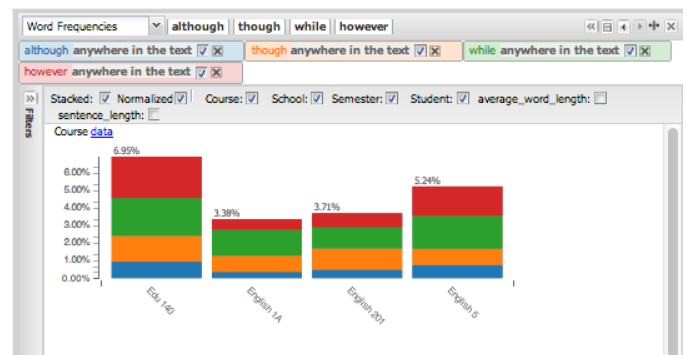 Word Frequencies although though while however
although anywhere in the text though anywhere in the text while anywhere in the text
however anywhere in the text
Stacked: Normalized Course: School: Semester: Student: average_word_length:
sentence_length:
Filters
Course data
6.95%
6.00%
5.00%
4.00%
3.00%
2.00%
1.00%
0.00%
3.38%
3.71%
5.24%
Edu 140
English 1A
English 201
English 5